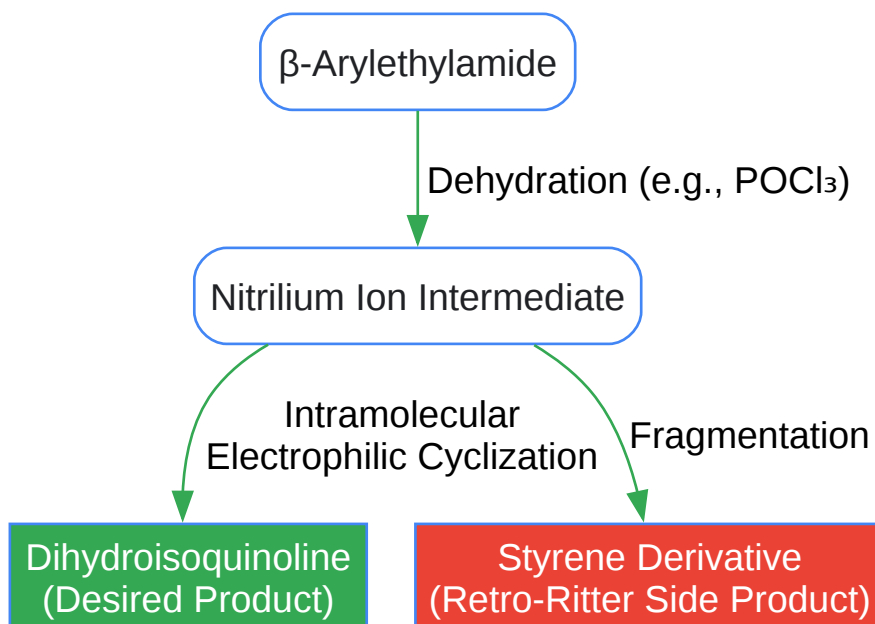 β-Arylethylamide
Dehydration (e.g., POCl₃)
Nitrilium Ion Intermediate
Intramolecular
Electrophilic Cyclization
Fragmentation
Dihydroisoquinoline
(Desired Product)
Styrene Derivative
(Retro-Ritter Side Product)